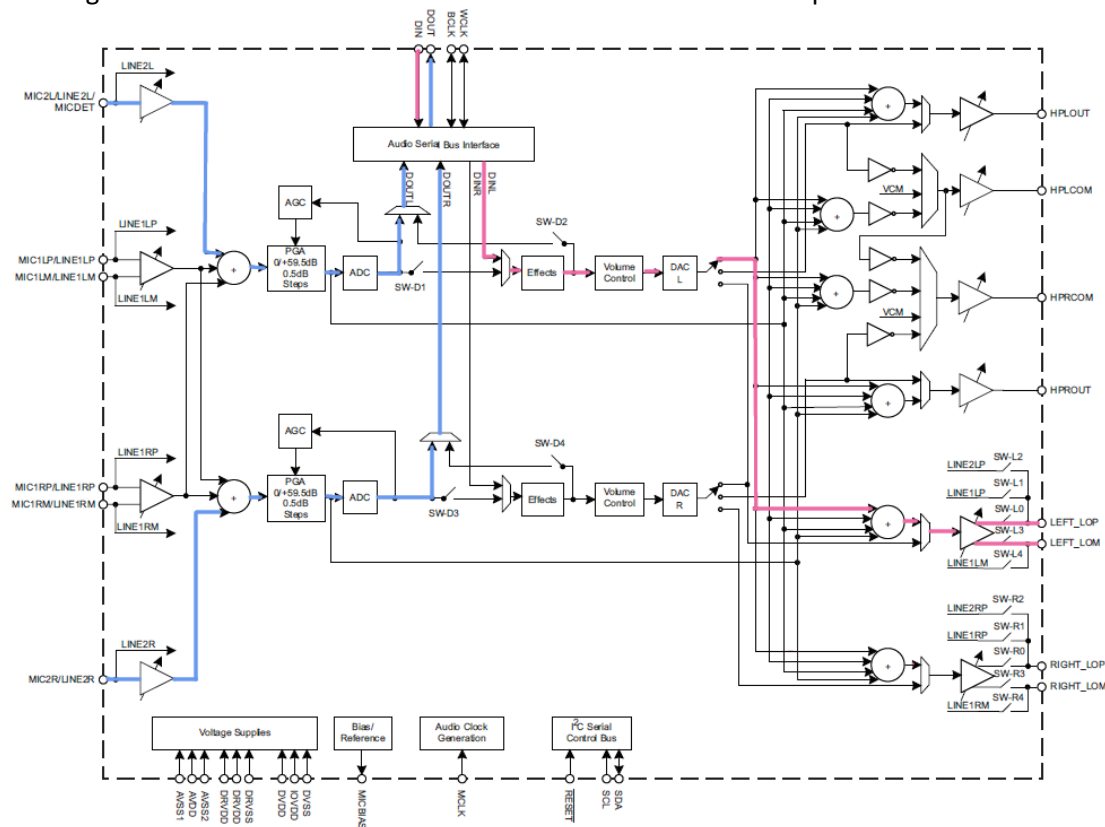 DIN
DOUT
BCLK
WCLK
LINE2L
MIC2L/LINE2L/
MICDET
Audio Serial Bus Interface
DOUTL
DOUTR
DINR
DINL
HPLOUT
VCM
HPLCOM
AGC
SW-D2
LINE1LP
MIC1LP/LINE1LP
MIC1LM/LINE1LM
LINE1LM
+
PGA
0/+59.5dB
0.5dB
Steps
ADC
SW-D1
Effects
Volume
Control
DAC
L
+
+
+
HPRCOM
VCM
HPROUT
+
AGC
SW-D4
LINE1RP
MIC1RP/LINE1RP
MIC1RM/LINE1RM
LINE1RM
+
PGA
0/+59.5dB
0.5dB
Steps
ADC
SW-D3
Effects
Volume
Control
DAC
R
SW-L2
LINE2LP
SW-L1
LINE1LP
SW-L0
LEFT_LOP
SW-L3
LEFT_LOM
SW-L4
LINE1LM
+
SW-R2
LINE2RP
SW-R1
LINE1RP
SW-R0
RIGHT_LOP
SW-R3
RIGHT_LOM
SW-R4
LINE1RM
+
LINE2R
MIC2R/LINE2R
Voltage Supplies
Bias/
Reference
Audio Clock
Generation
I2C Serial
Control Bus
AVSS1
AVDD
AVSS2
DRVDD
DRVDD
DRVSS
DVDD
IOVDD
DVSS
MICBIAS
MCLK
RESET
SCL
SDA